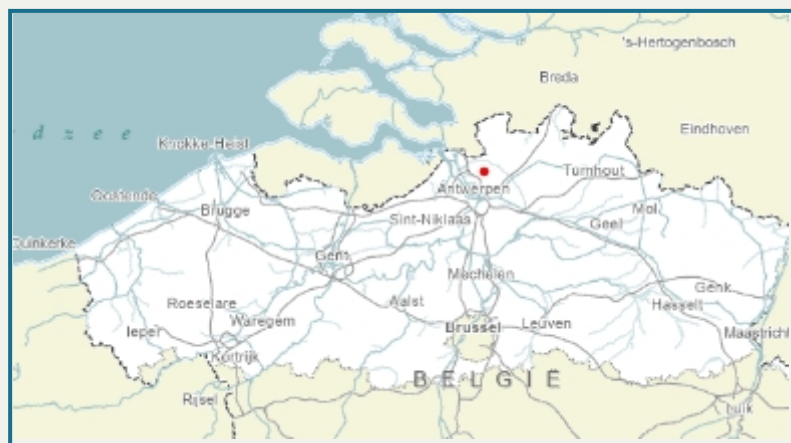 's-Hertogenbosch
Breda
d z e e
Eindhoven
Knokke-Heist
Turnhout
Antwerpen
Oostende
Mol
Brugge
Sint-Niklaas
Geel
Duinkerke
Gent
Mechelen
Genk
Roeselare
Aalst
Hasselt
Ieper
Waregem
Brussel
Leuven
Maastricht
Kortrijk
BELGIË
Rijsel
Luik